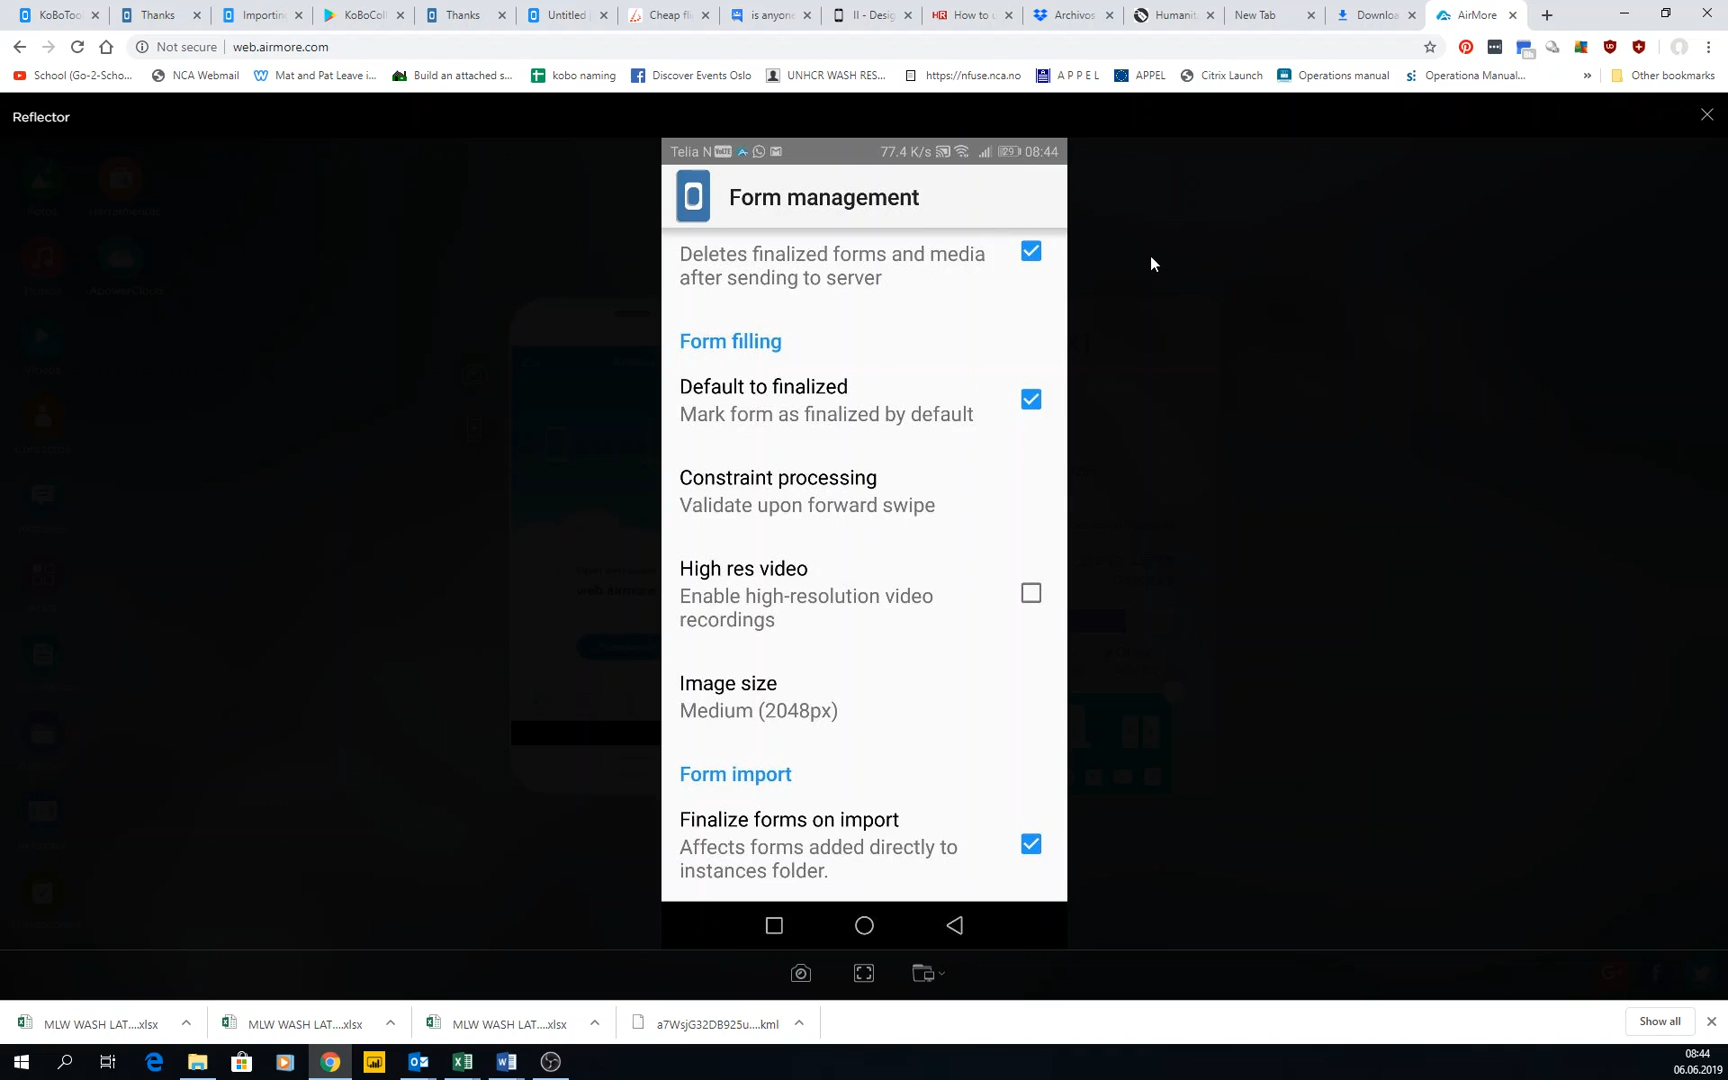 KoBoToo
Thanks
Importing
KoBoColl
Thanks
Untitled
Cheap fl
is anyone
II - Desig
How to u
Archivos
Humanit
New Tab
Downloa
AirMore
Not secure
web.airmore.com
School (Go-2-Scho...
NCA Webmail
Mat and Pat Leave i...
Build an attached s...
kobo naming
Discover Events Oslo
UNHCR WASH RES...
https://nfuse.nca.no
A P P E L
APPEL
Citrix Launch
Operations manual
Operationa Manual...
»
Other bookmarks
Reflector
Telia N
77.4 K/s
29
08:44
Form management
Deletes finalized forms and media
after sending to server
Form filling
Default to finalized
Mark form as finalized by default
Constraint processing
Validate upon forward swipe
High res video
Enable high-resolution video
recordings
Image size
Medium (2048px)
Form import
Finalize forms on import
Affects forms added directly to
instances folder.
MLW WASH LAT....xlsx
MLW WASH LAT....xlsx
MLW WASH LAT....xlsx
a7WsjG32DB925u....kml
Show all
08:44
06.06.2019